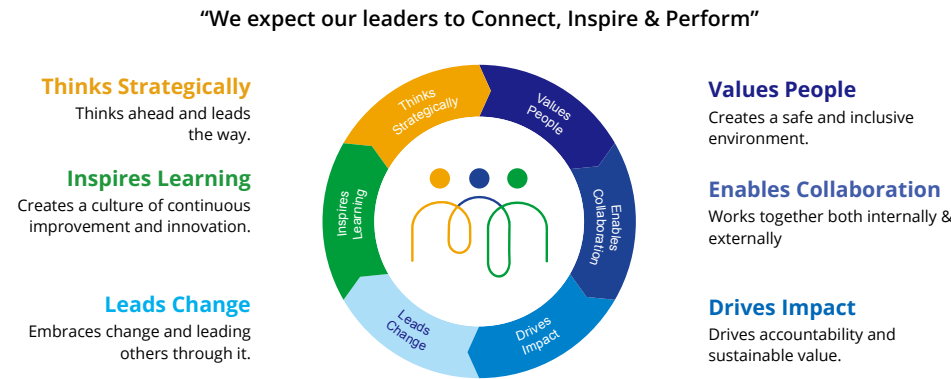 “We expect our leaders to Connect, Inspire & Perform”
Thinks Strategically
Thinks ahead and leads
the way.
Inspires Learning
Creates a culture of continuous
improvement and innovation.
Leads Change
Embraces change and leading
others through it.
Thinks
Strategically
Values
People
Enables
Collaboration
Drives
Impact
Leads
Change
Inspires
Learning
Values People
Creates a safe and inclusive
environment.
Enables Collaboration
Works together both internally &
externally
Drives Impact
Drives accountability and
sustainable value.